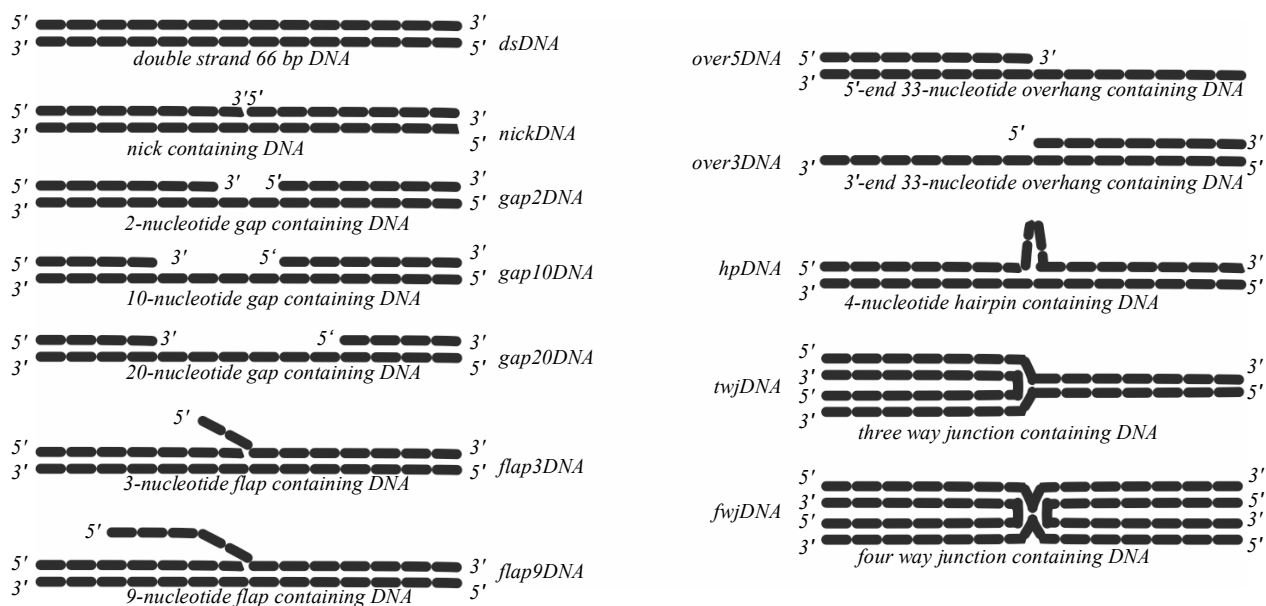 5' 3'
3' 5' dsDNA
double strand 66 bp DNA
3'5'
5' 3'
3' 5' nickDNA
nick containing DNA
5' 3' 5' 3'
3' 5' gap2DNA
2-nucleotide gap containing DNA
5' 3' 5‘ 3'
3' 5' gap10DNA
10-nucleotide gap containing DNA
5' 3' 5‘ 3'
3' 5' gap20DNA
20-nucleotide gap containing DNA
5'
5' 3'
3' 5' flap3DNA
3-nucleotide flap containing DNA
5'
5' 3'
3' 5' flap9DNA
9-nucleotide flap containing DNA
over5DNA 5' 3'
3' 5'
5'-end 33-nucleotide overhang containing DNA
5' 3'
over3DNA 3' 5'
3'-end 33-nucleotide overhang containing DNA
hpDNA 5' 3'
3' 5'
4-nucleotide hairpin containing DNA
5'
3' 3'
twjDNA 5' 5'
3'
three way junction containing DNA
5' 3'
3' 5'
fwjDNA 5' 3'
3' 5'
four way junction containing DNA